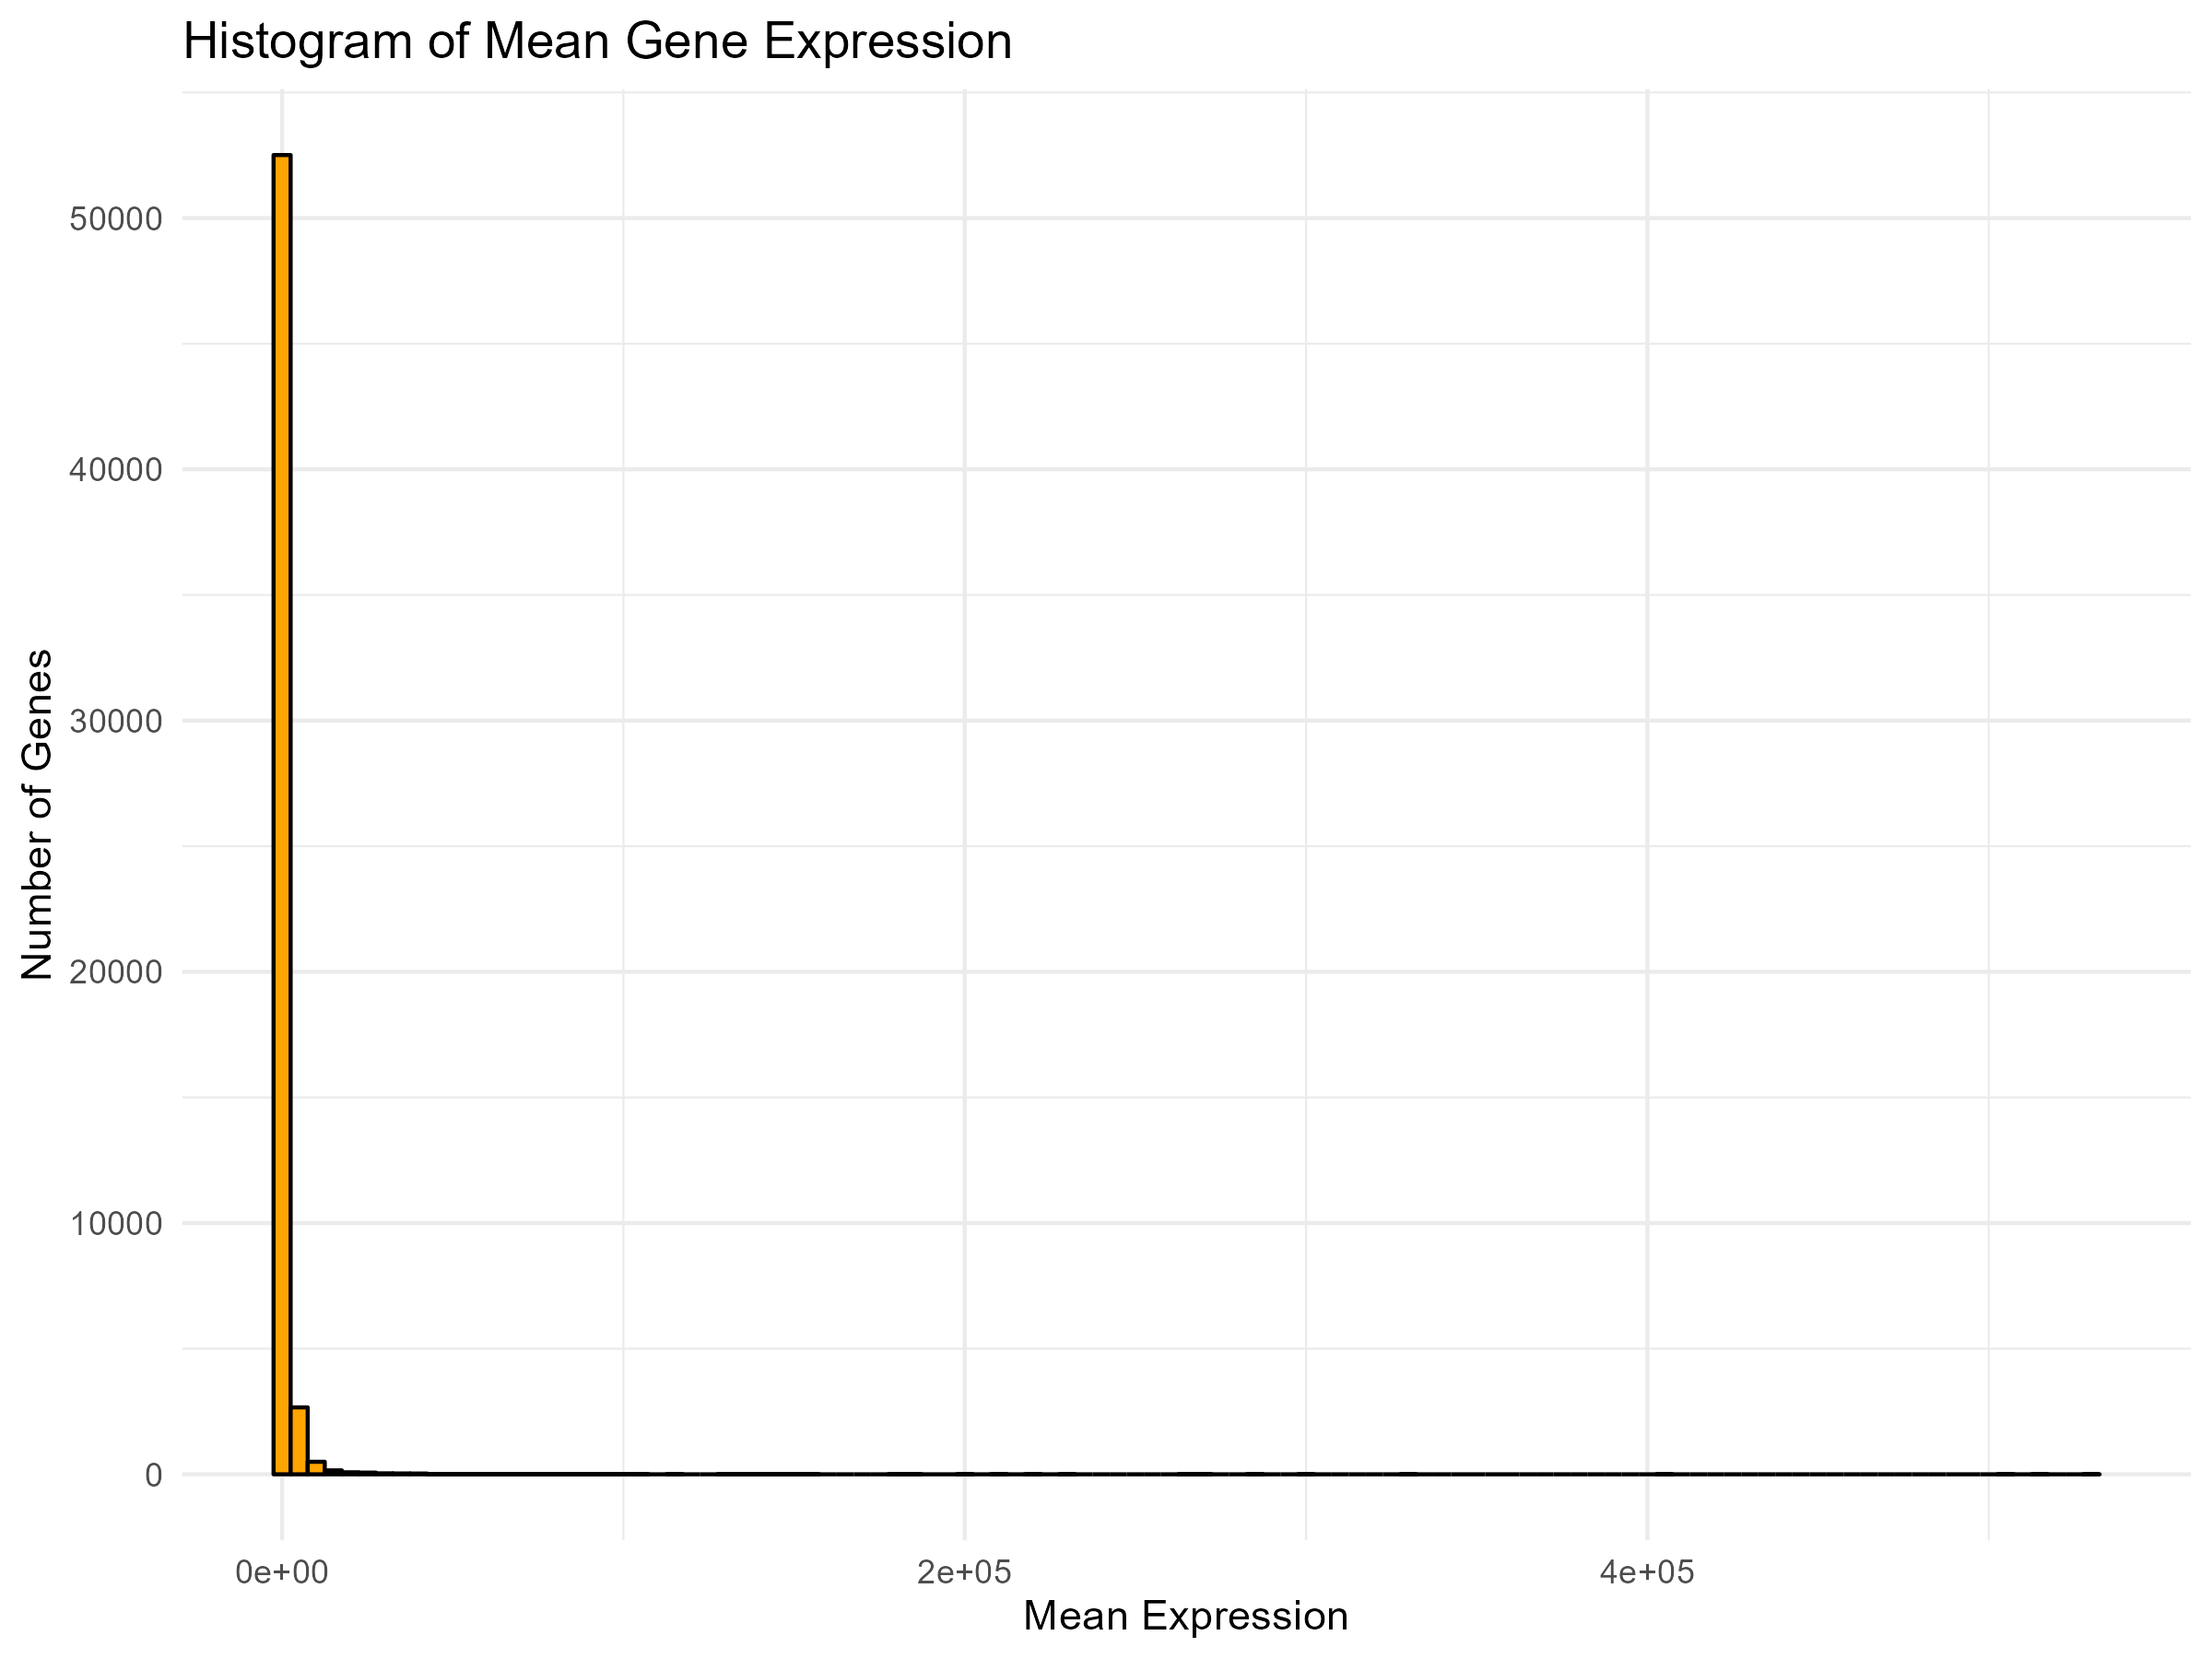 Histogram of Mean Gene Expression
Number of Genes
50000
40000
30000
20000
10000
0
0e+00 2e+05 4e+05
Mean Expression